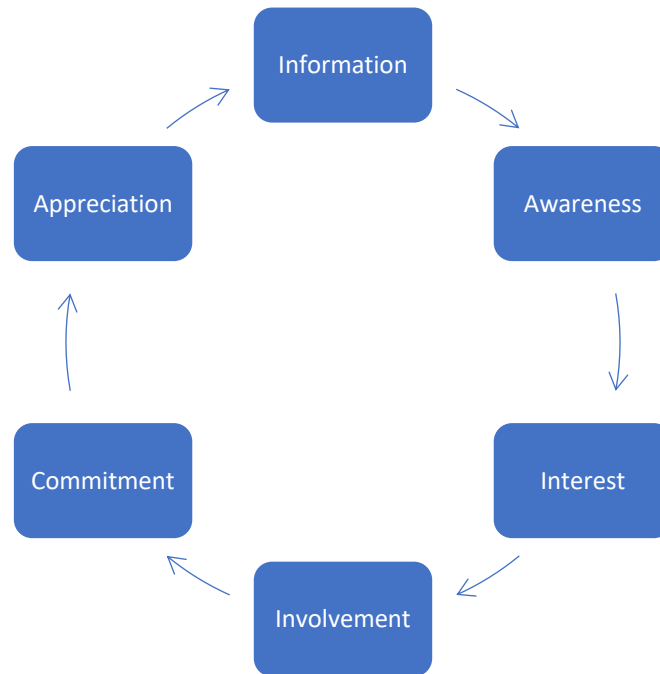 Information
Awareness
Interest
Involvement
Commitment
Appreciation